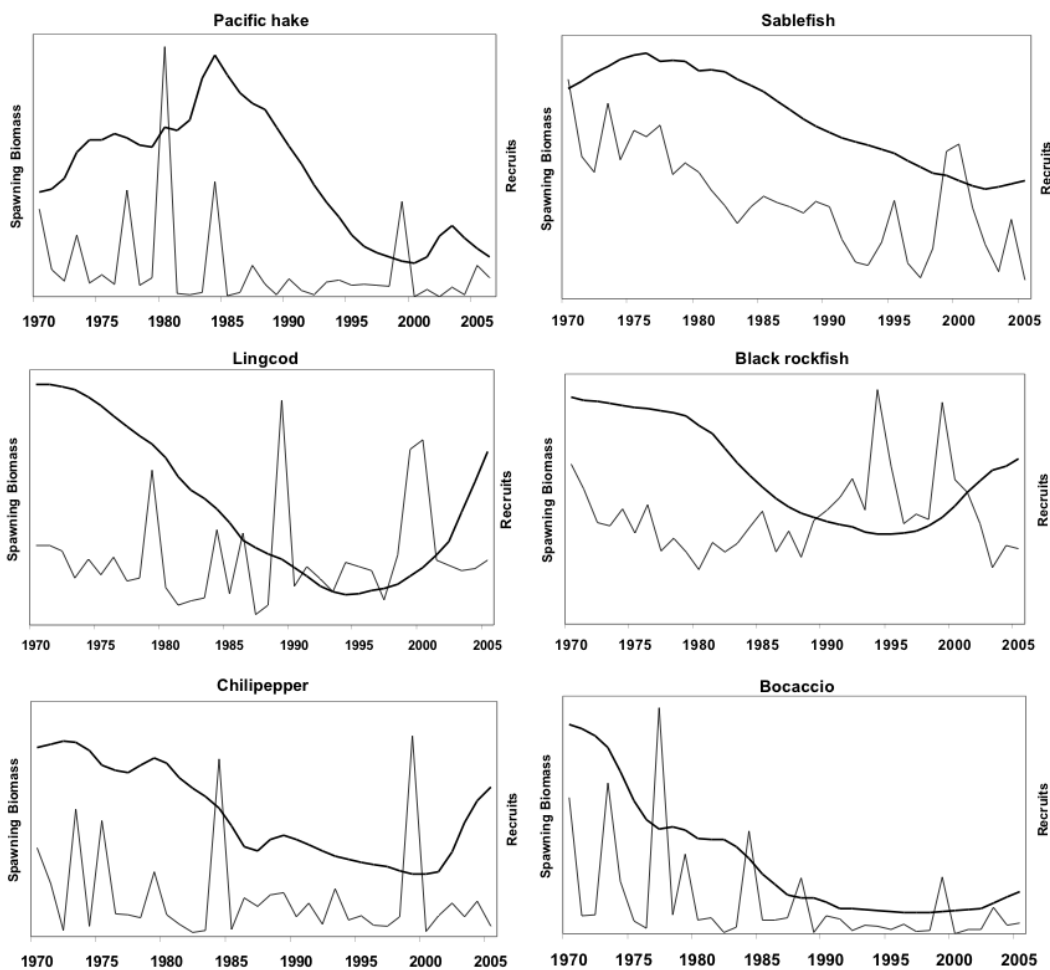 Pacific hake
Spawning Biomass
Recruits
1970 1975 1980 1985 1990 1995 2000 2005
Sablefish
Spawning Biomass
Recruits
1970 1975 1980 1985 1990 1995 2000 2005
Lingcod
Spawning Biomass
Recruits
1970 1975 1980 1985 1990 1995 2000 2005
Black rockfish
Spawning Biomass
Recruits
1970 1975 1980 1985 1990 1995 2000 2005
Chilipepper
Spawning Biomass
Recruits
1970 1975 1980 1985 1990 1995 2000 2005
Bocaccio
Spawning Biomass
Recruits
1970 1975 1980 1985 1990 1995 2000 2005